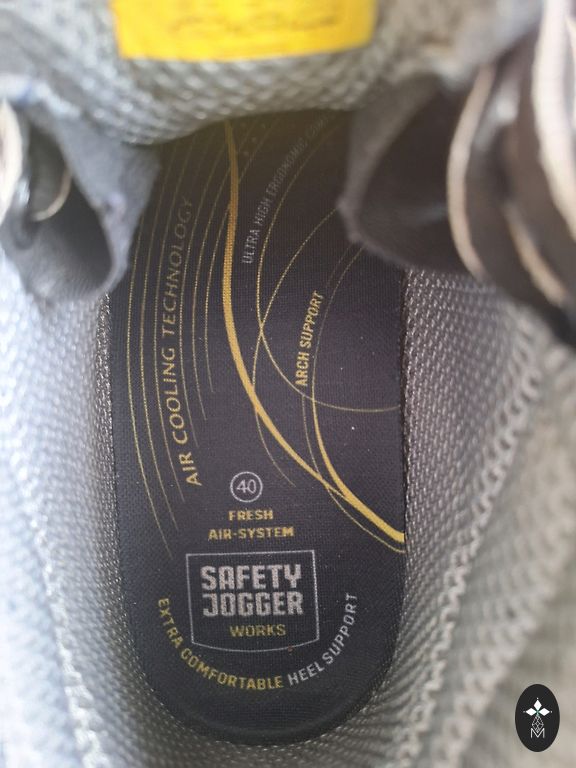 AIR COOLING TECHNOLOGY
ULTRA HIGH ERGONOMIC
ARCH SUPPORT
40
FRESH
AIR-SYSTEM
SAFETY
JOGGER
WORKS
EXTRA COMFORTABLE HEEL SUPPORT
M